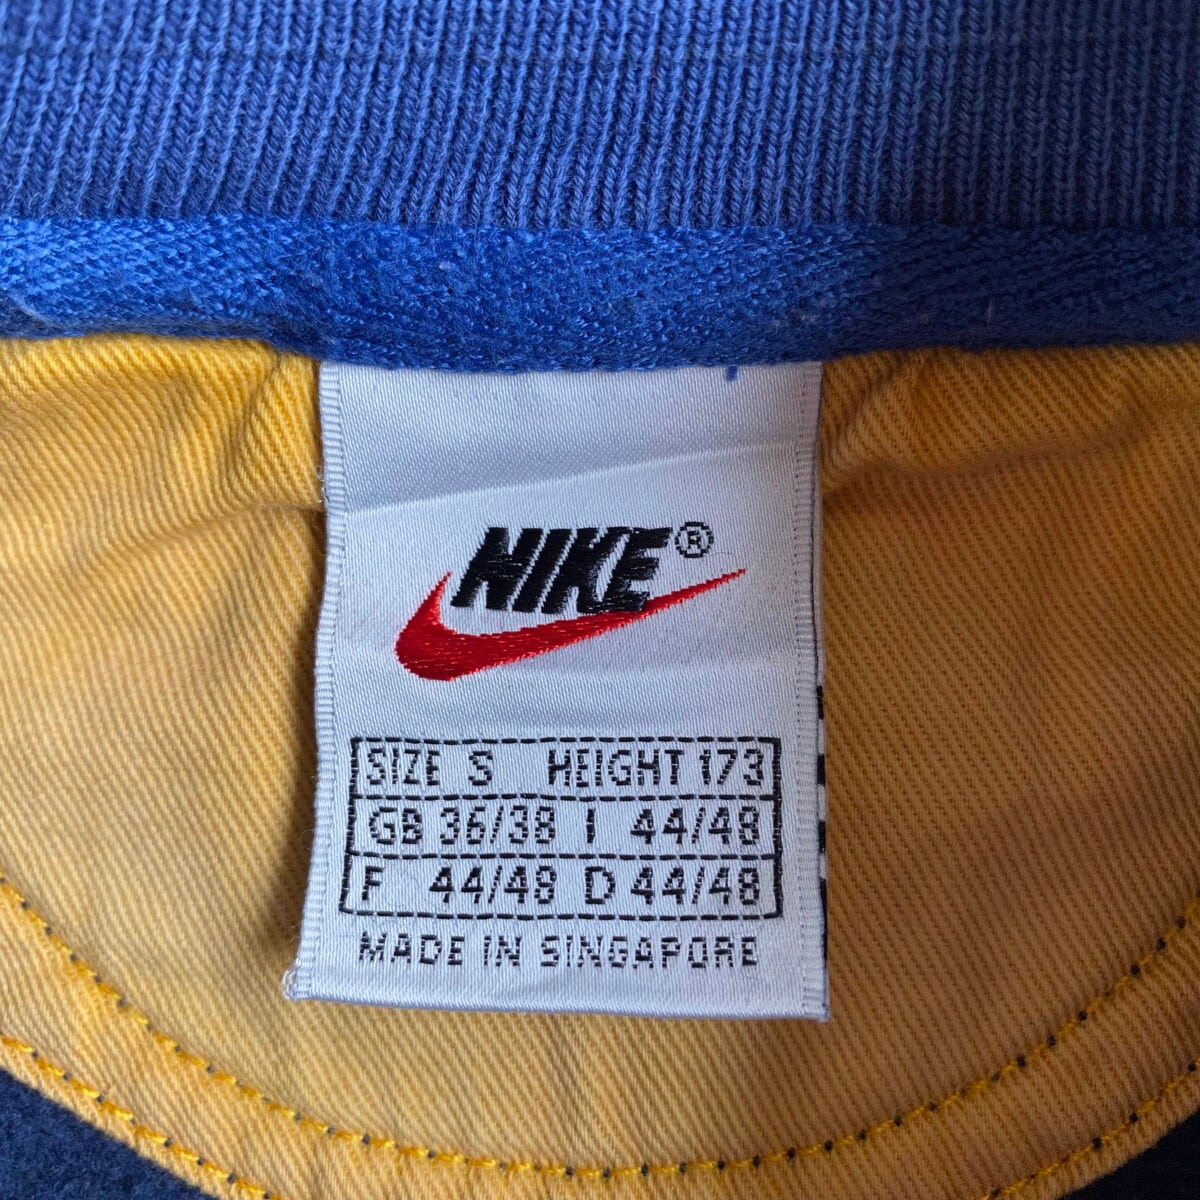 NIKE®
SIZE S HEIGHT 173
GB 36/38 I 44/48
F 44/48 D 44/48
MADE IN SINGAPORE